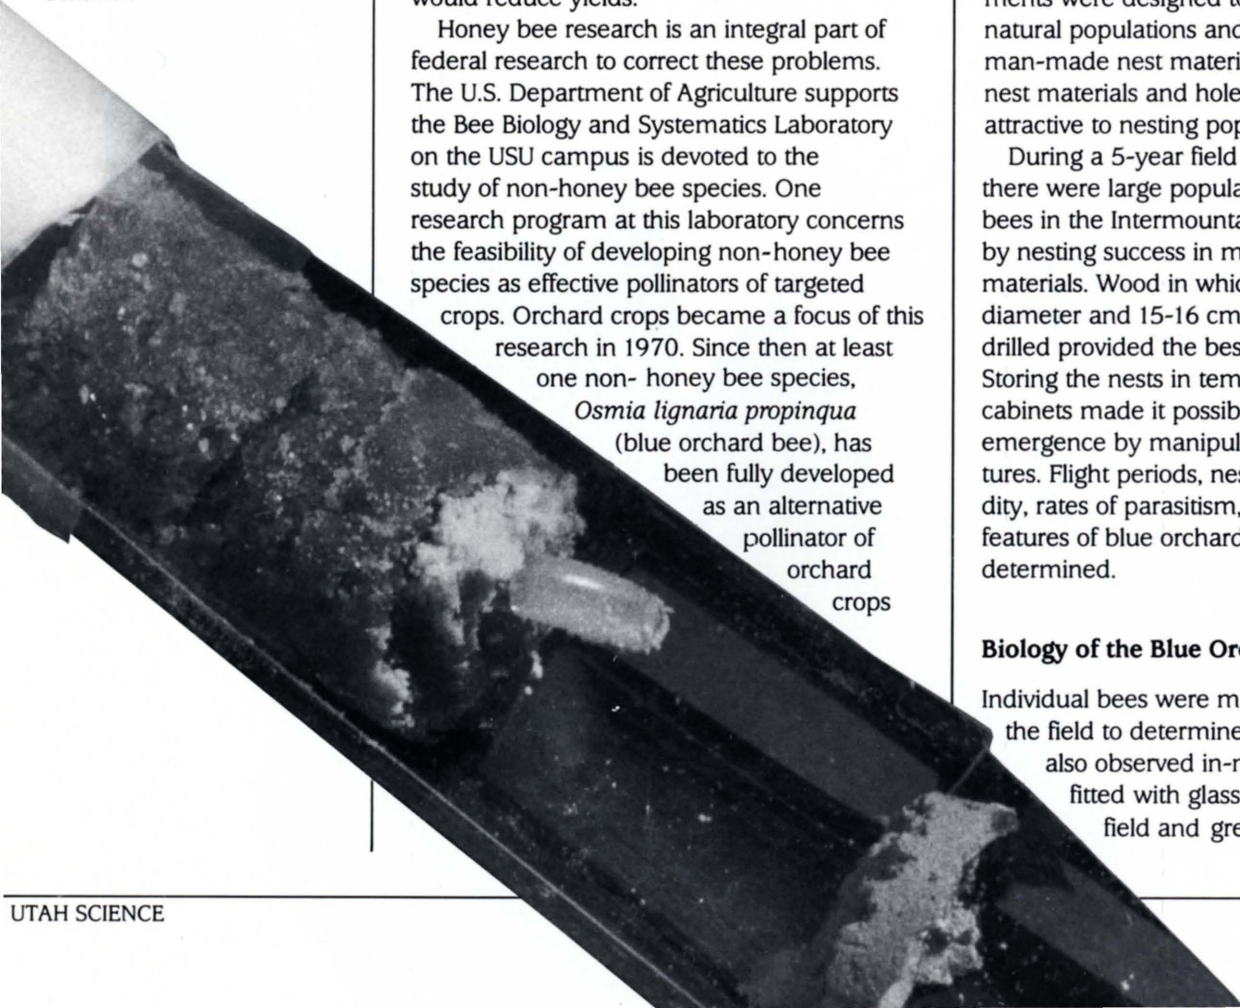 would reduce yields.
Honey bee research is an integral part of
federal research to correct these problems.
The U.S. Department of Agriculture supports
the Bee Biology and Systematics Laboratory
on the USU campus is devoted to the
study of non-honey bee species. One
research program at this laboratory concerns
the feasibility of developing non-honey bee
species as effective pollinators of targeted
crops. Orchard crops became a focus of this
research in 1970. Since then at least
one non- honey bee species,
Osmia lignaria propinqua
(blue orchard bee), has
been fully developed
as an alternative
pollinator of
orchard
crops
ments were designed
natural populations and
man-made nest materi
nest materials and hole
attractive to nesting pop
During a 5-year field
there were large popula
bees in the Intermounta
by nesting success in m
materials. Wood in whic
diameter and 15-16 cm
drilled provided the bes
Storing the nests in tem
cabinets made it possib
emergence by manipul
tures. Flight periods, nes
dity, rates of parasitism,
features of blue orchard
determined.
Biology of the Blue Or
Individual bees were m
the field to determine
also observed in-n
fitted with glass
field and gre
UTAH SCIENCE